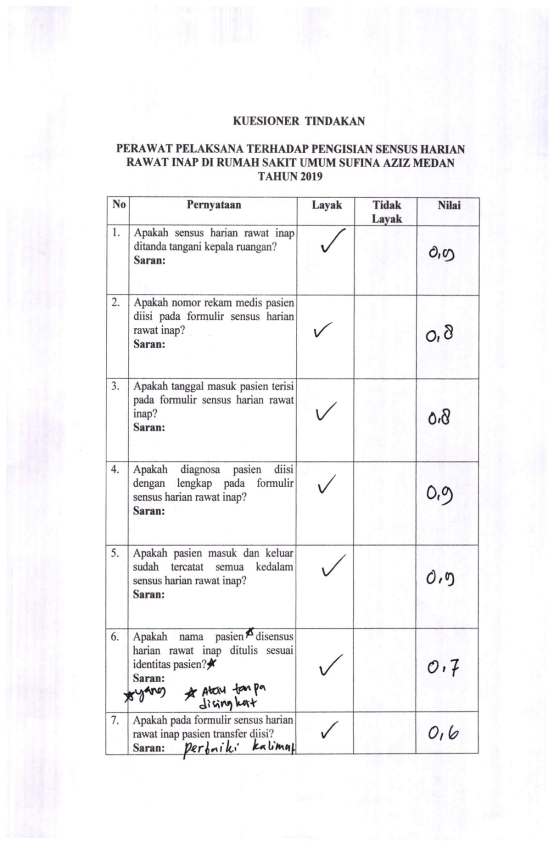 KUESIONER TINDAKAN
PERAWAT PELAKSANA TERHADAP PENGISIAN SENSUS HARIAN
RAWAT INAP DI RUMAH SAKIT UMUM SUFINA AZIZ MEDAN
TAHUN 2019
No Pernyataan Layak Tidak Layak Nilai
1. Apakah sensus harian rawat inap
ditanda tangani kepala ruangan?
Saran:
✓ 0,9
2. Apakah nomor rekam medis pasien
diisi pada formulir sensus harian
rawat inap?
Saran:
✓ 0,8
3. Apakah tanggal masuk pasien terisi
pada formulir sensus harian rawat
inap?
Saran:
✓ 0,8
4. Apakah diagnosa pasien diisi
dengan lengkap pada formulir
sensus harian rawat inap?
Saran:
✓ 0,9
5. Apakah pasien masuk dan keluar
sudah tercatat semua kedalam
sensus harian rawat inap?
Saran:
✓ 0,9
6. Apakah nama pasien ☆ disensus
harian rawat inap ditulis sesuai
identitas pasien? ☆
Saran:
☆ yang ☆ Atau tanpa
disingkat
✓ 0,7
7. Apakah pada formulir sensus harian
rawat inap pasien transfer diisi?
Saran: perbaiki kalimat
✓ 0,6